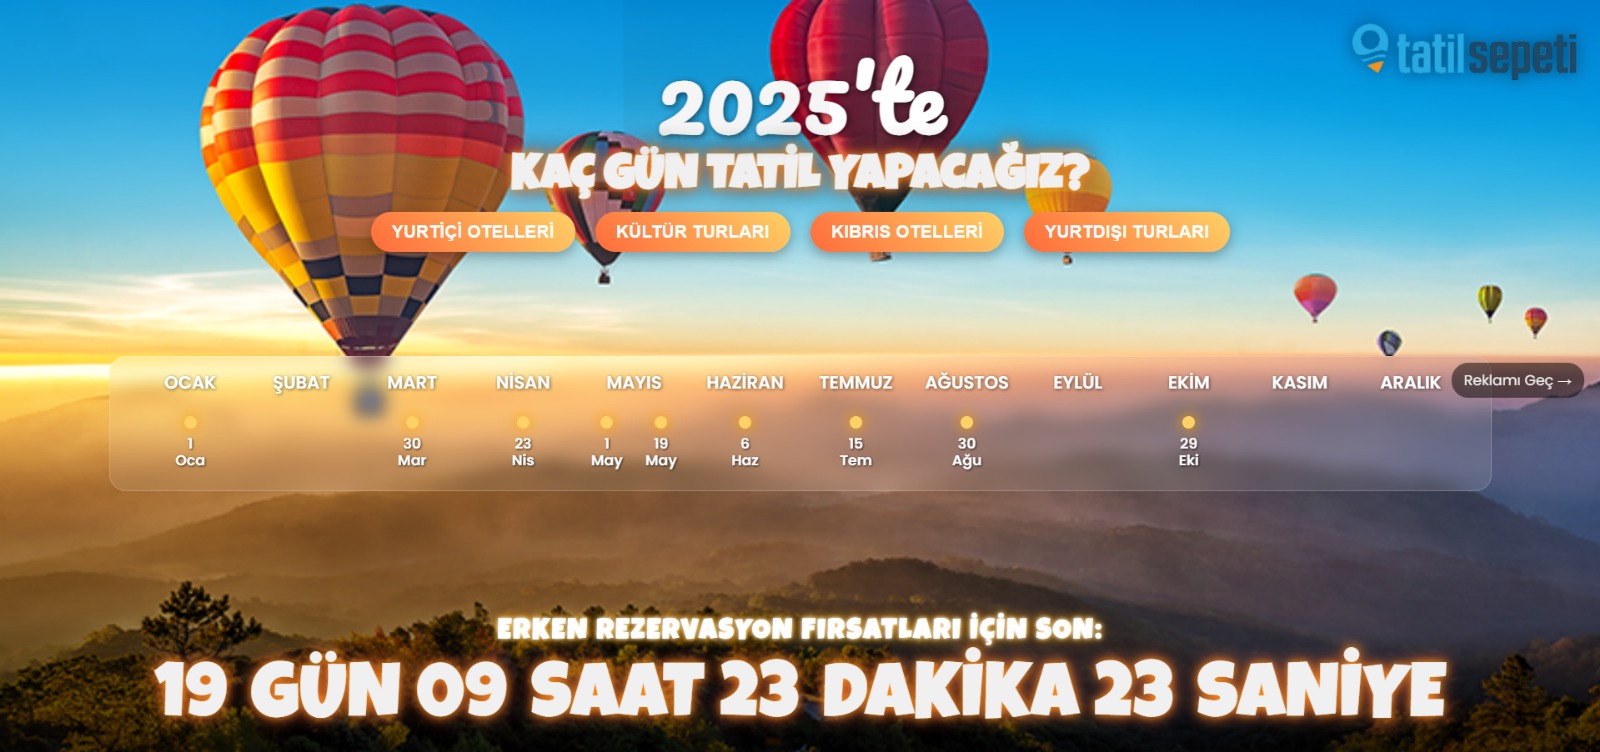 tatilsepeti
2025'te
KAÇ GÜN TATİL YAPACAĞIZ?
YURTİÇİ OTELLERİ
KÜLTÜR TURLARI
KIBRIS OTELLERİ
YURTDIŞI TURLARI
OCAK ŞUBAT MART NİSAN MAYIS HAZİRAN TEMMUZ AĞUSTOS EYLÜL EKİM KASIM ARALIK
Reklamı Geç →
1 30 23 1 19 6 15 30 29
Oca Mar Nis May May Haz Tem Ağu Eki
ERKEN REZERVASYON FIRSATLARI İÇİN SON:
19 GÜN 09 SAAT 23 DAKİKA 23 SANİYE